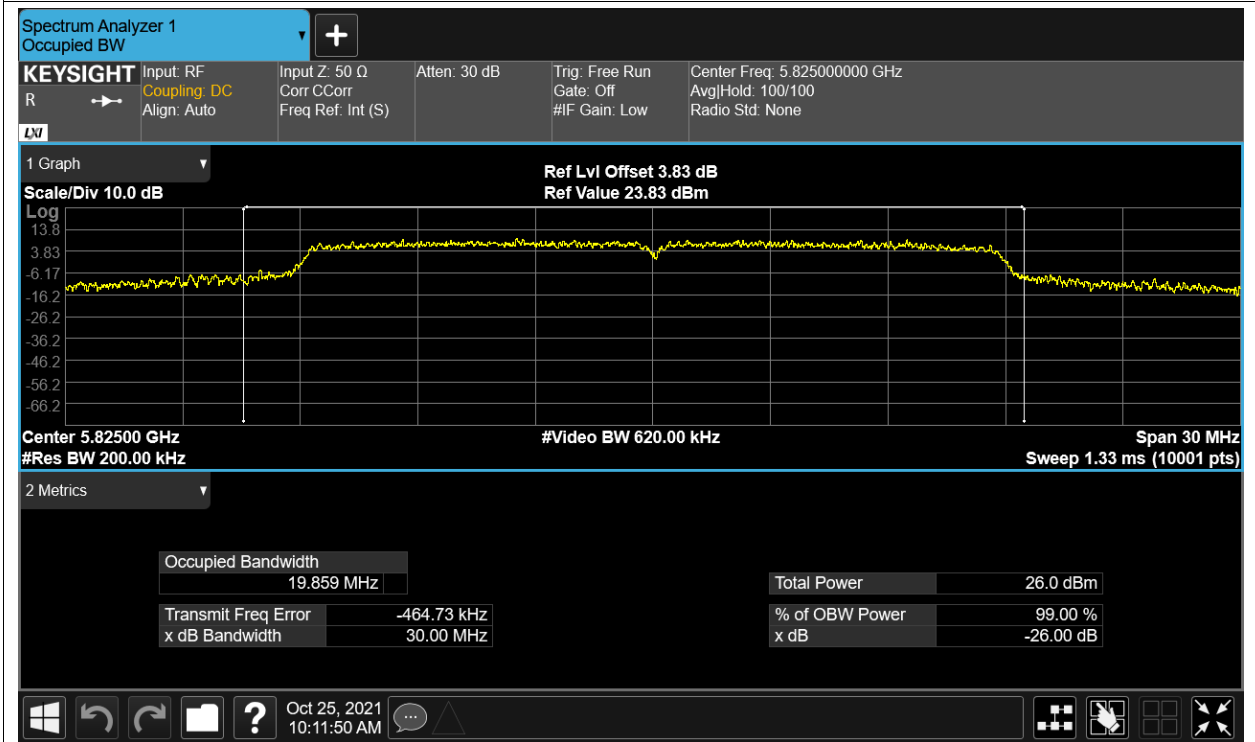 Spectrum Analyzer 1
Occupied BW
KEYSIGHT Input: RF Input Z: 50 Ω Atten: 30 dB Trig: Free Run Center Freq: 5.825000000 GHz
R Coupling: DC Corr CCorr Gate: Off Avg|Hold: 100/100
Align: Auto Freq Ref: Int (S) #IF Gain: Low Radio Std: None
LXI
1 Graph
Ref Lvl Offset 3.83 dB
Scale/Div 10.0 dB Ref Value 23.83 dBm
Log
13.8
3.83
-6.17
-16.2
-26.2
-36.2
-46.2
-56.2
-66.2
Center 5.82500 GHz #Video BW 620.00 kHz Span 30 MHz
#Res BW 200.00 kHz Sweep 1.33 ms (10001 pts)
2 Metrics
Occupied Bandwidth
19.859 MHz Total Power 26.0 dBm
Transmit Freq Error -464.73 kHz % of OBW Power 99.00 %
x dB Bandwidth 30.00 MHz x dB -26.00 dB
? Oct 25, 2021
10:11:50 AM